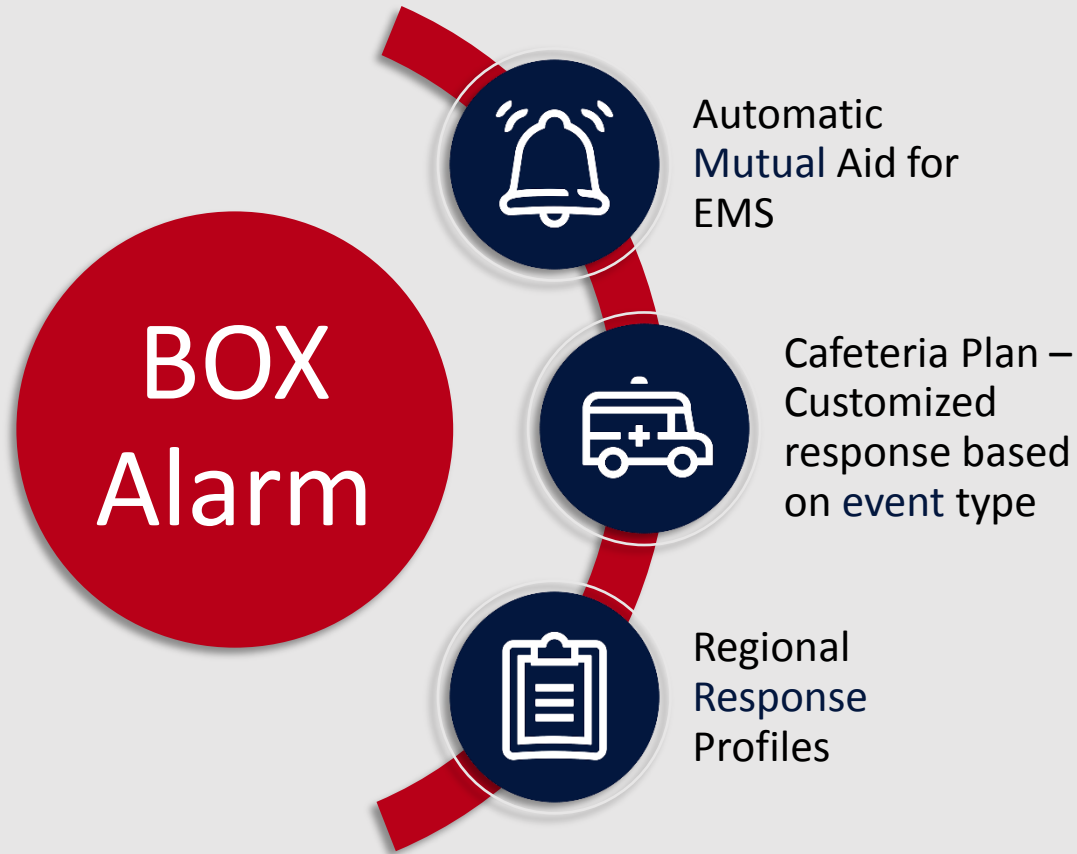 BOX
Alarm
Automatic
Mutual Aid for
EMS
Cafeteria Plan –
Customized
response based
on event type
Regional
Response
Profiles